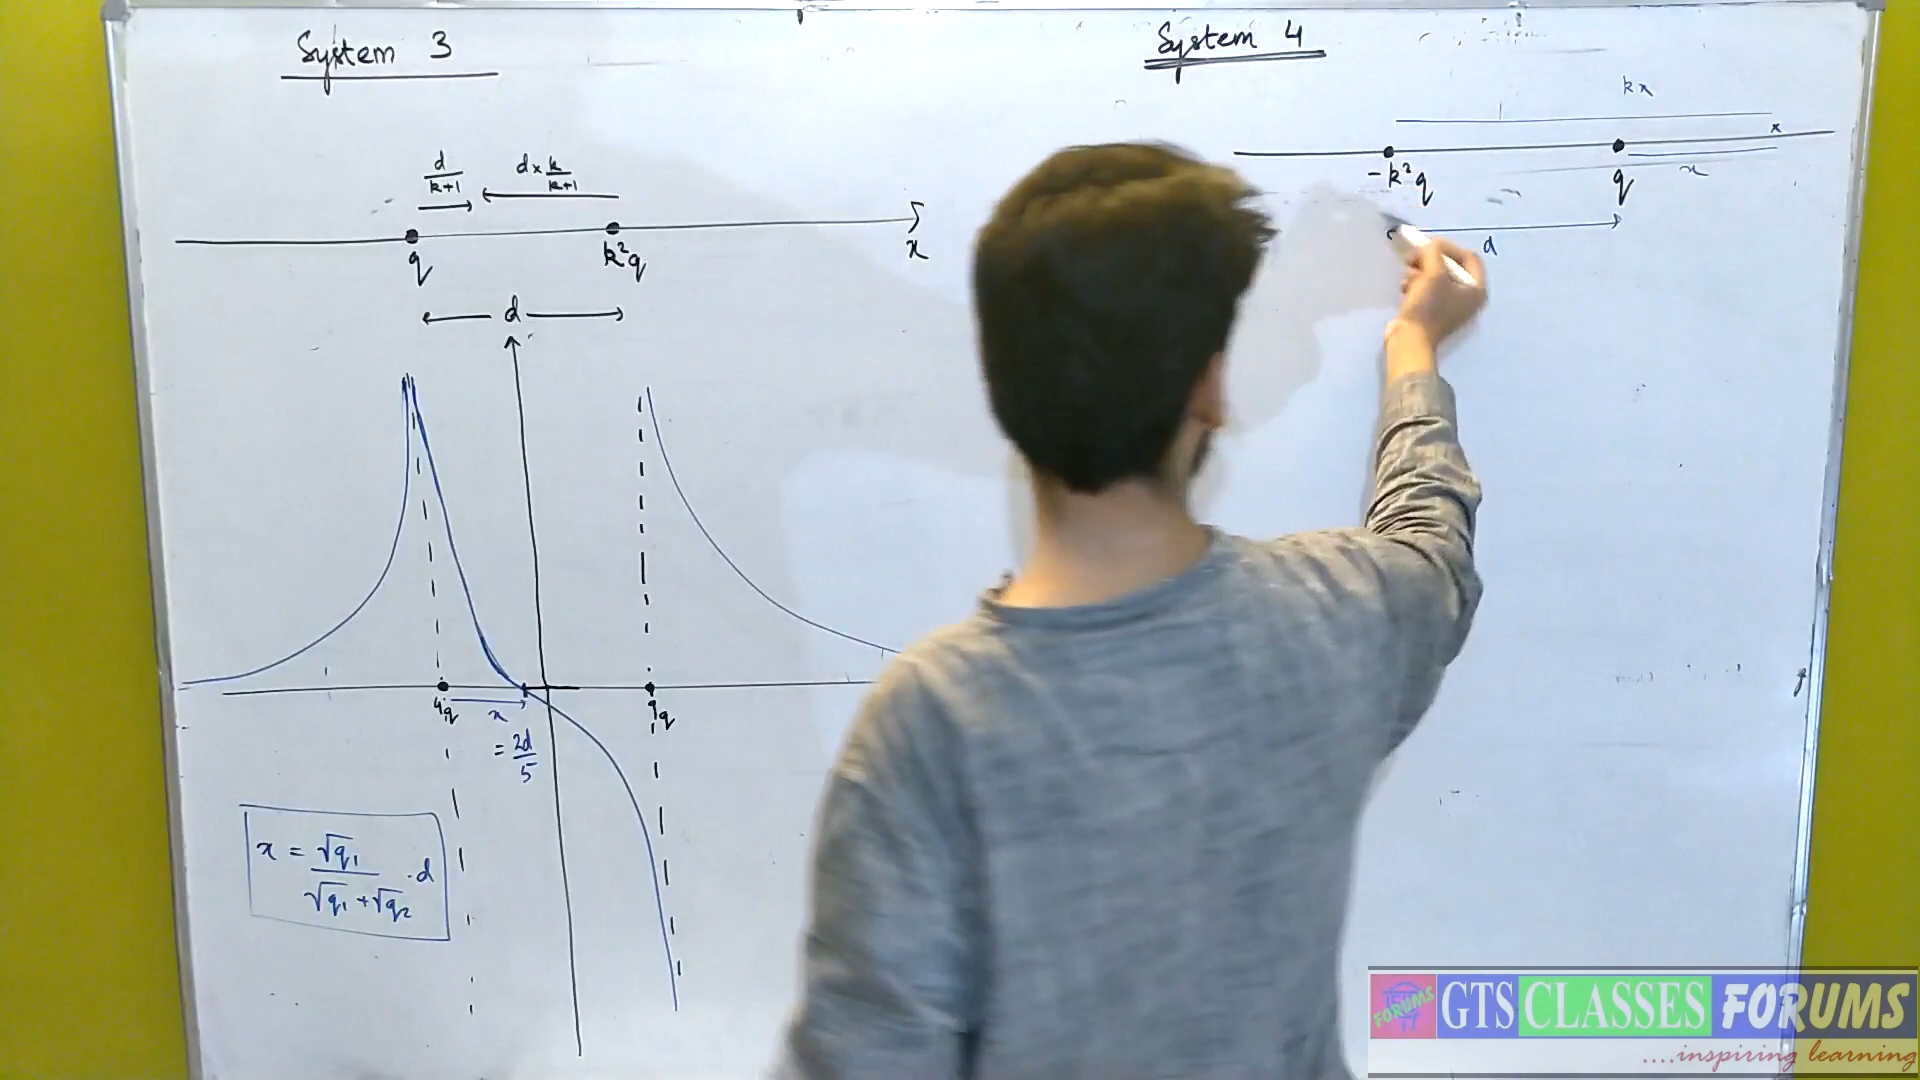 System 3
d/k+1
d×k/k+1
q
k²q
x
d
4q
x
9q
= 2d/5
x = √q₁/√q₁+√q₂ · d
System 4
kx
x
-k²q
q
x
d
FORUMS
GTS CLASSES FORUMS
....inspiring learning